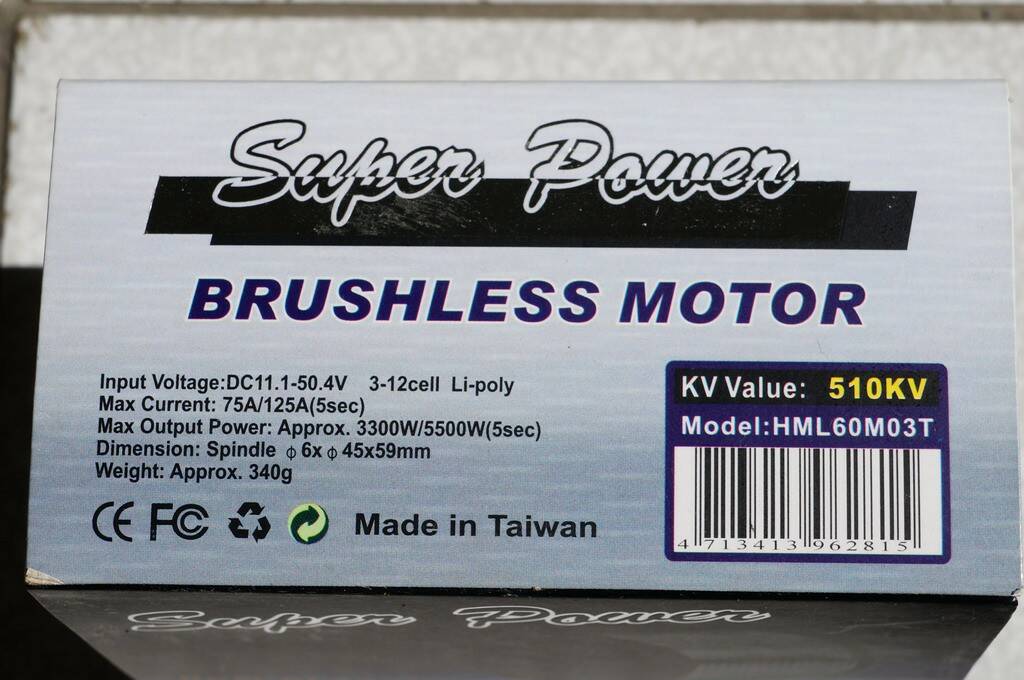 Super Power
BRUSHLESS MOTOR
Input Voltage:DC11.1-50.4V 3-12cell Li-poly
Max Current: 75A/125A(5sec)
Max Output Power: Approx. 3300W/5500W(5sec)
Dimension: Spindle ϕ 6x ϕ 45x59mm
Weight: Approx. 340g
CE FC Made in Taiwan
KV Value: 510KV
Model:HML60M03T
4 713413 962815
Super Power